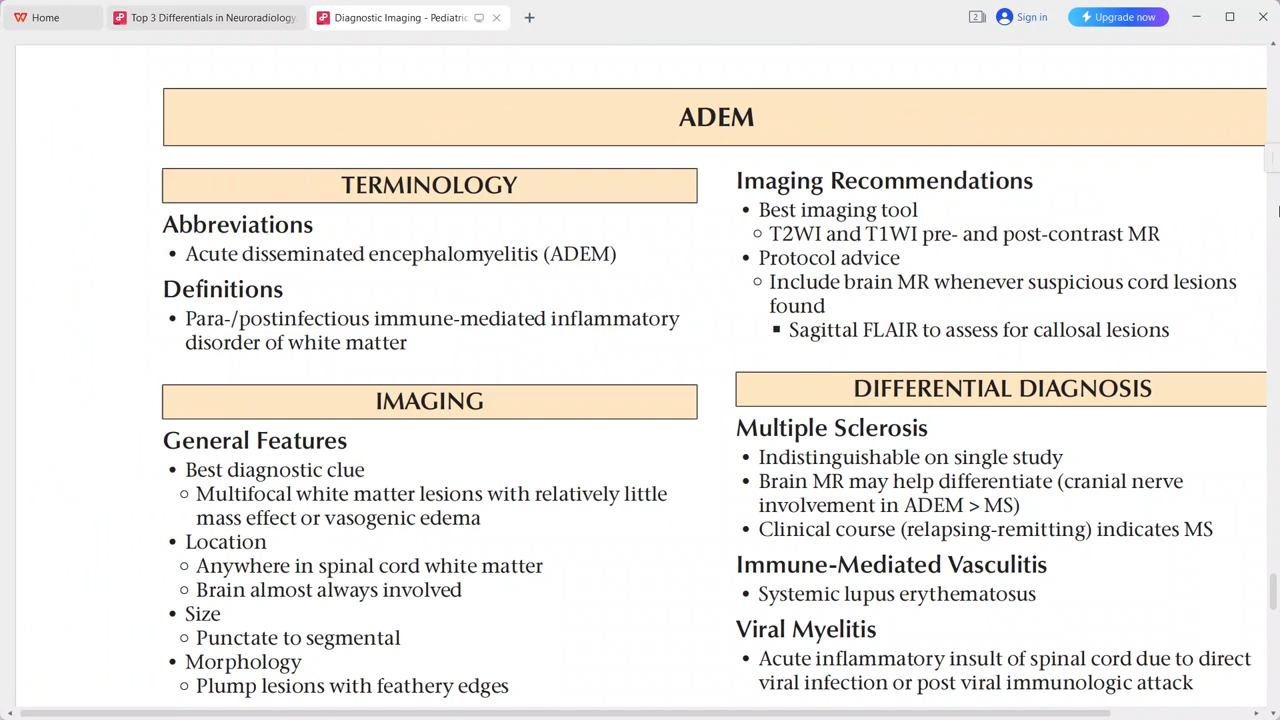 Home
Top 3 Differentials in Neuroradiology
Diagnostic Imaging - Pediatric
Sign in
Upgrade now
ADEM
TERMINOLOGY
Abbreviations
• Acute disseminated encephalomyelitis (ADEM)
Definitions
• Para-/postinfectious immune-mediated inflammatory
disorder of white matter
IMAGING
General Features
• Best diagnostic clue
○ Multifocal white matter lesions with relatively little
mass effect or vasogenic edema
• Location
○ Anywhere in spinal cord white matter
○ Brain almost always involved
• Size
○ Punctate to segmental
• Morphology
○ Plump lesions with feathery edges
Imaging Recommendations
• Best imaging tool
○ T2WI and T1WI pre- and post-contrast MR
• Protocol advice
○ Include brain MR whenever suspicious cord lesions
found
▪ Sagittal FLAIR to assess for callosal lesions
DIFFERENTIAL DIAGNOSIS
Multiple Sclerosis
• Indistinguishable on single study
• Brain MR may help differentiate (cranial nerve
involvement in ADEM > MS)
• Clinical course (relapsing-remitting) indicates MS
Immune-Mediated Vasculitis
• Systemic lupus erythematosus
Viral Myelitis
• Acute inflammatory insult of spinal cord due to direct
viral infection or post viral immunologic attack